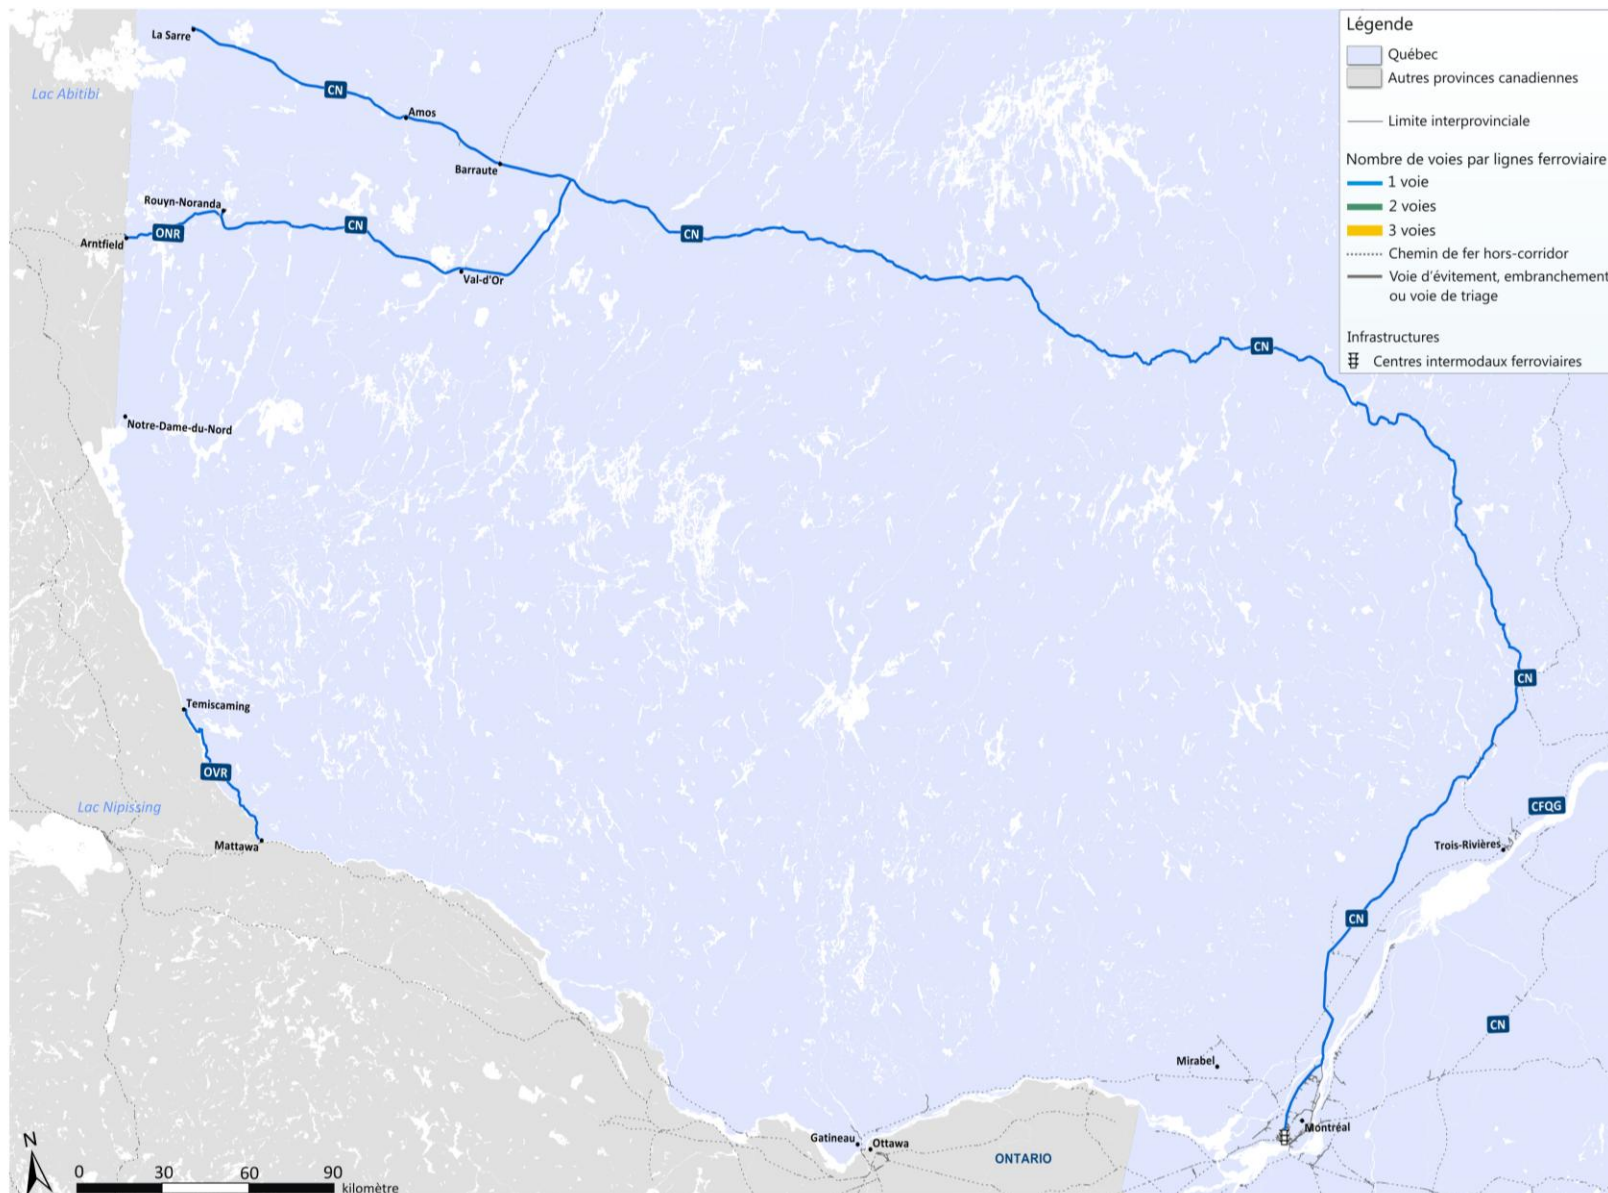 Légende
Québec
Autres provinces canadiennes
Limite interprovinciale
Nombre de voies par lignes ferroviaire
1 voie
2 voies
3 voies
Chemin de fer hors-corridor
Voie d'évitement, embranchement
ou voie de triage
Infrastructures
Centres intermodaux ferroviaires
La Sarre
Lac Abitibi
CN
Amos
Barraute
Rouyn-Noranda
CN
ONR
Arntfield
CN
Val-d'Or
CN
Notre-Dame-du-Nord
CN
Temiscaming
OVR
Lac Nipissing
CFQG
Mattawa
Trois-Rivières
CN
CN
Mirabel
Montréal
Gatineau
Ottawa
ONTARIO
N
0 30 60 90
kilomètre